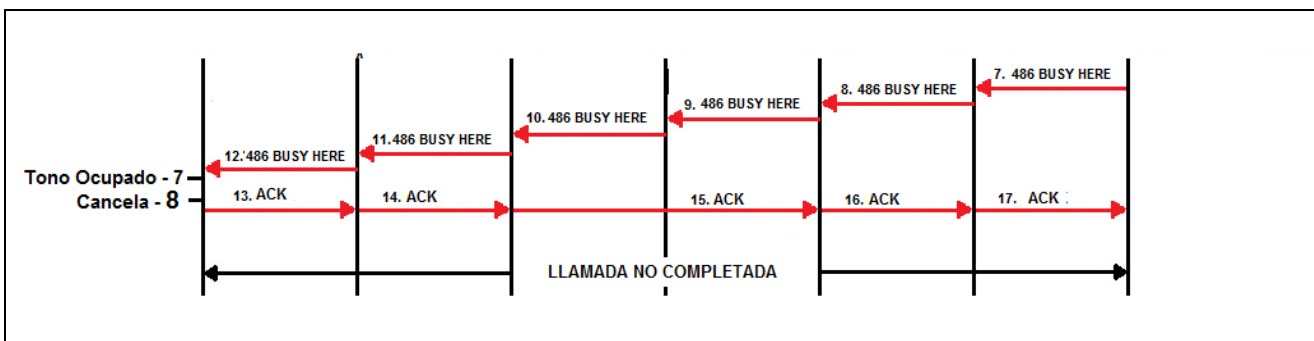 7. 486 BUSY HERE
8. 486 BUSY HERE
9. 486 BUSY HERE
10. 486 BUSY HERE
11.486 BUSY HERE
12.'486 BUSY HERE
Tono Ocupado - 7
Cancela - 8
13. ACK
14. ACK
15. ACK
16. ACK
17. ACK
LLAMADA NO COMPLETADA